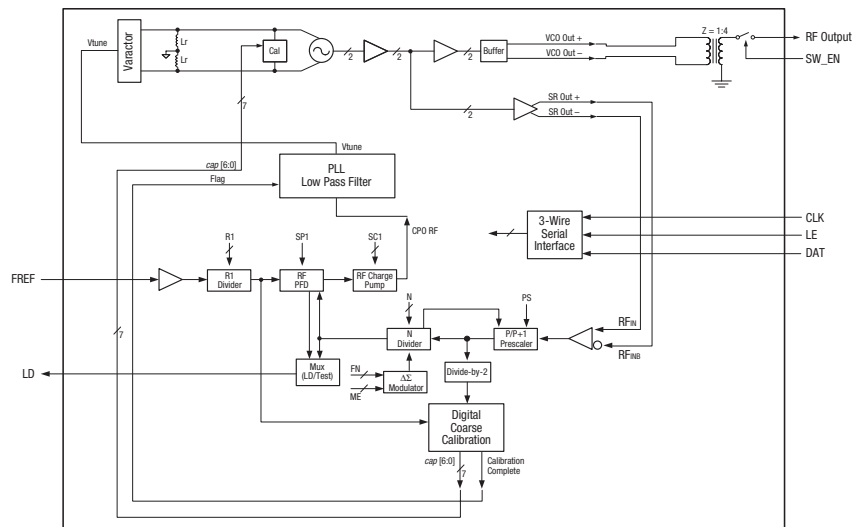 Vtune
Varactor
Lr
Lr
Cal
2
2
2
Buffer
VCO Out +
VCO Out –
Z = 1:4
RF Output
SW_EN
7
2
SR Out +
SR Out –
Vtune
cap [6:0]
Flag
PLL
Low Pass Filter
CPO RF
3-Wire
Serial
Interface
CLK
LE
DAT
R1
SP1
SC1
FREF
R1
Divider
RF
PFD
RF Charge
Pump
N
PS
7
N
Divider
P/P+1
Prescaler
RFIN
RFINB
LD
Mux
(LD/Test)
FN
ME
ΔΣ
Modulator
Divide-by-2
Digital
Coarse
Calibration
cap [6:0]
7
Calibration
Complete